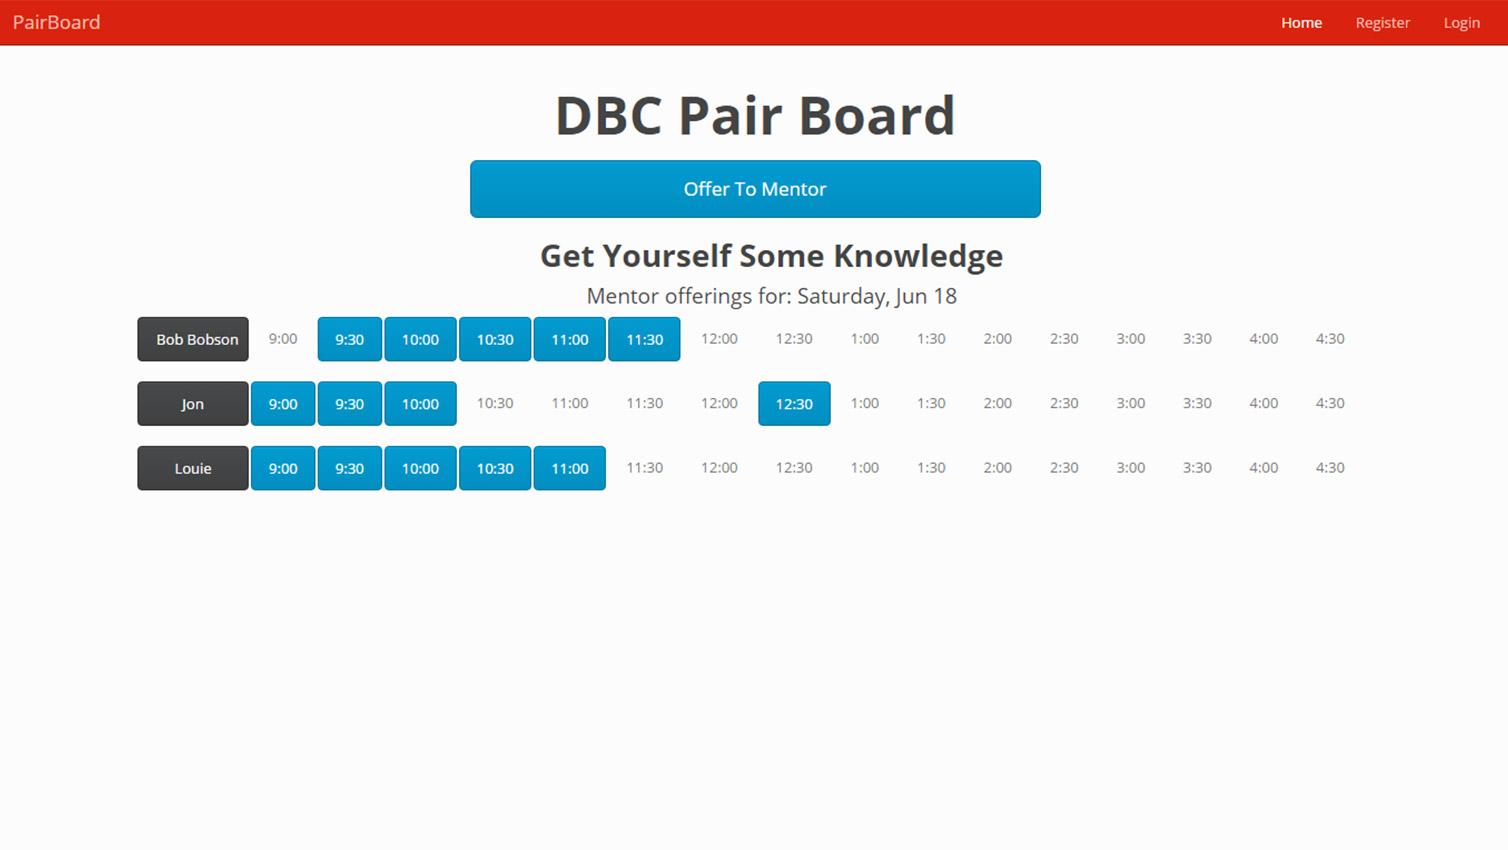 PairBoard Home Register Login
DBC Pair Board
Offer To Mentor
Get Yourself Some Knowledge
Mentor offerings for: Saturday, Jun 18
Bob Bobson 9:00 9:30 10:00 10:30 11:00 11:30 12:00 12:30 1:00 1:30 2:00 2:30 3:00 3:30 4:00 4:30
Jon 9:00 9:30 10:00 10:30 11:00 11:30 12:00 12:30 1:00 1:30 2:00 2:30 3:00 3:30 4:00 4:30
Louie 9:00 9:30 10:00 10:30 11:00 11:30 12:00 12:30 1:00 1:30 2:00 2:30 3:00 3:30 4:00 4:30